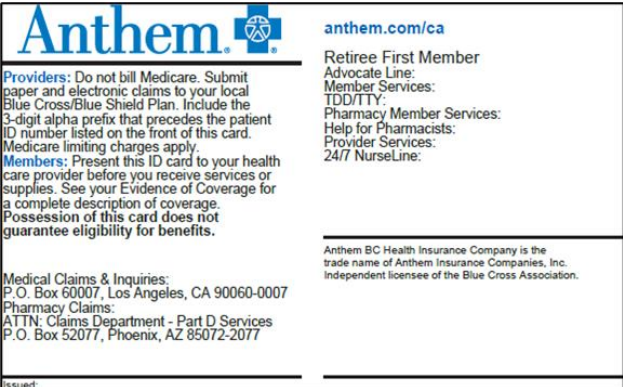 Anthem.
Providers: Do not bill Medicare. Submit
paper and electronic claims to your local
Blue Cross/Blue Shield Plan. Include the
3-digit alpha prefix that precedes the patient
ID number listed on the front of this card.
Medicare limiting charges apply.
Members: Present this ID card to your health
care provider before you receive services or
supplies. See your Evidence of Coverage for
a complete description of coverage.
Possession of this card does not
guarantee eligibility for benefits.
Medical Claims & Inquiries:
P.O. Box 60007, Los Angeles, CA 90060-0007
Pharmacy Claims:
ATTN: Claims Department - Part D Services
P.O. Box 52077, Phoenix, AZ 85072-2077
Issued:
anthem.com/ca
Retiree First Member
Advocate Line:
Member Services:
TDD/TTY:
Pharmacy Member Services:
Help for Pharmacists:
Provider Services:
24/7 NurseLine:
Anthem BC Health Insurance Company is the
trade name of Anthem Insurance Companies, Inc.
Independent licensee of the Blue Cross Association.